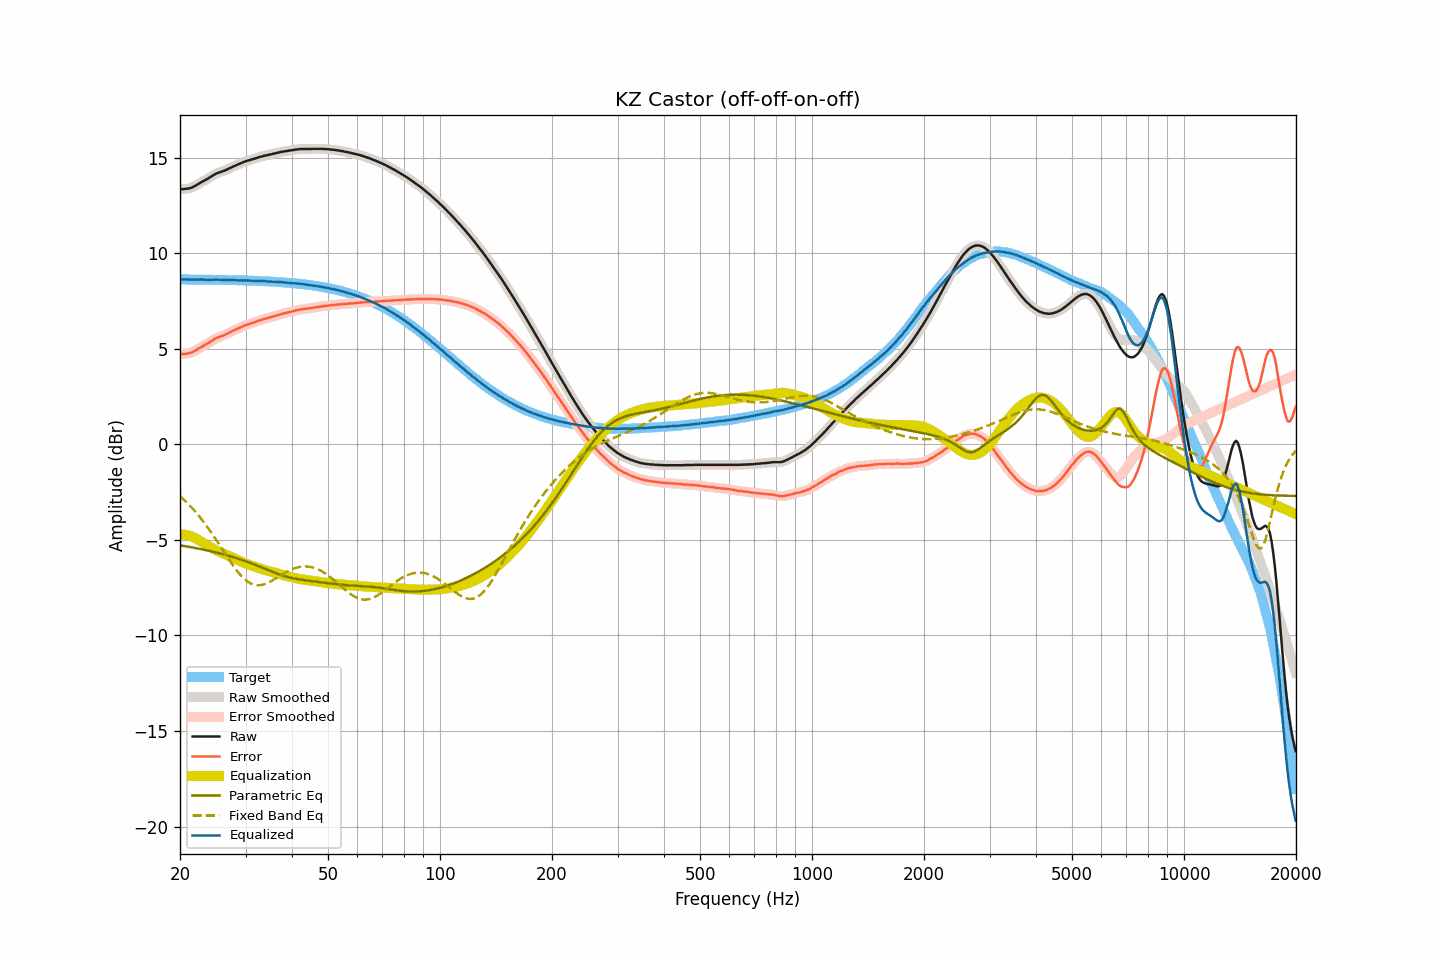 KZ Castor (off-off-on-off)
Amplitude (dBr)
15
10
5
0
−5
−10
−15
−20
Target
Raw Smoothed
Error Smoothed
Raw
Error
Equalization
Parametric Eq
Fixed Band Eq
Equalized
20 50 100 200 500 1000 2000 5000 10000 20000
Frequency (Hz)